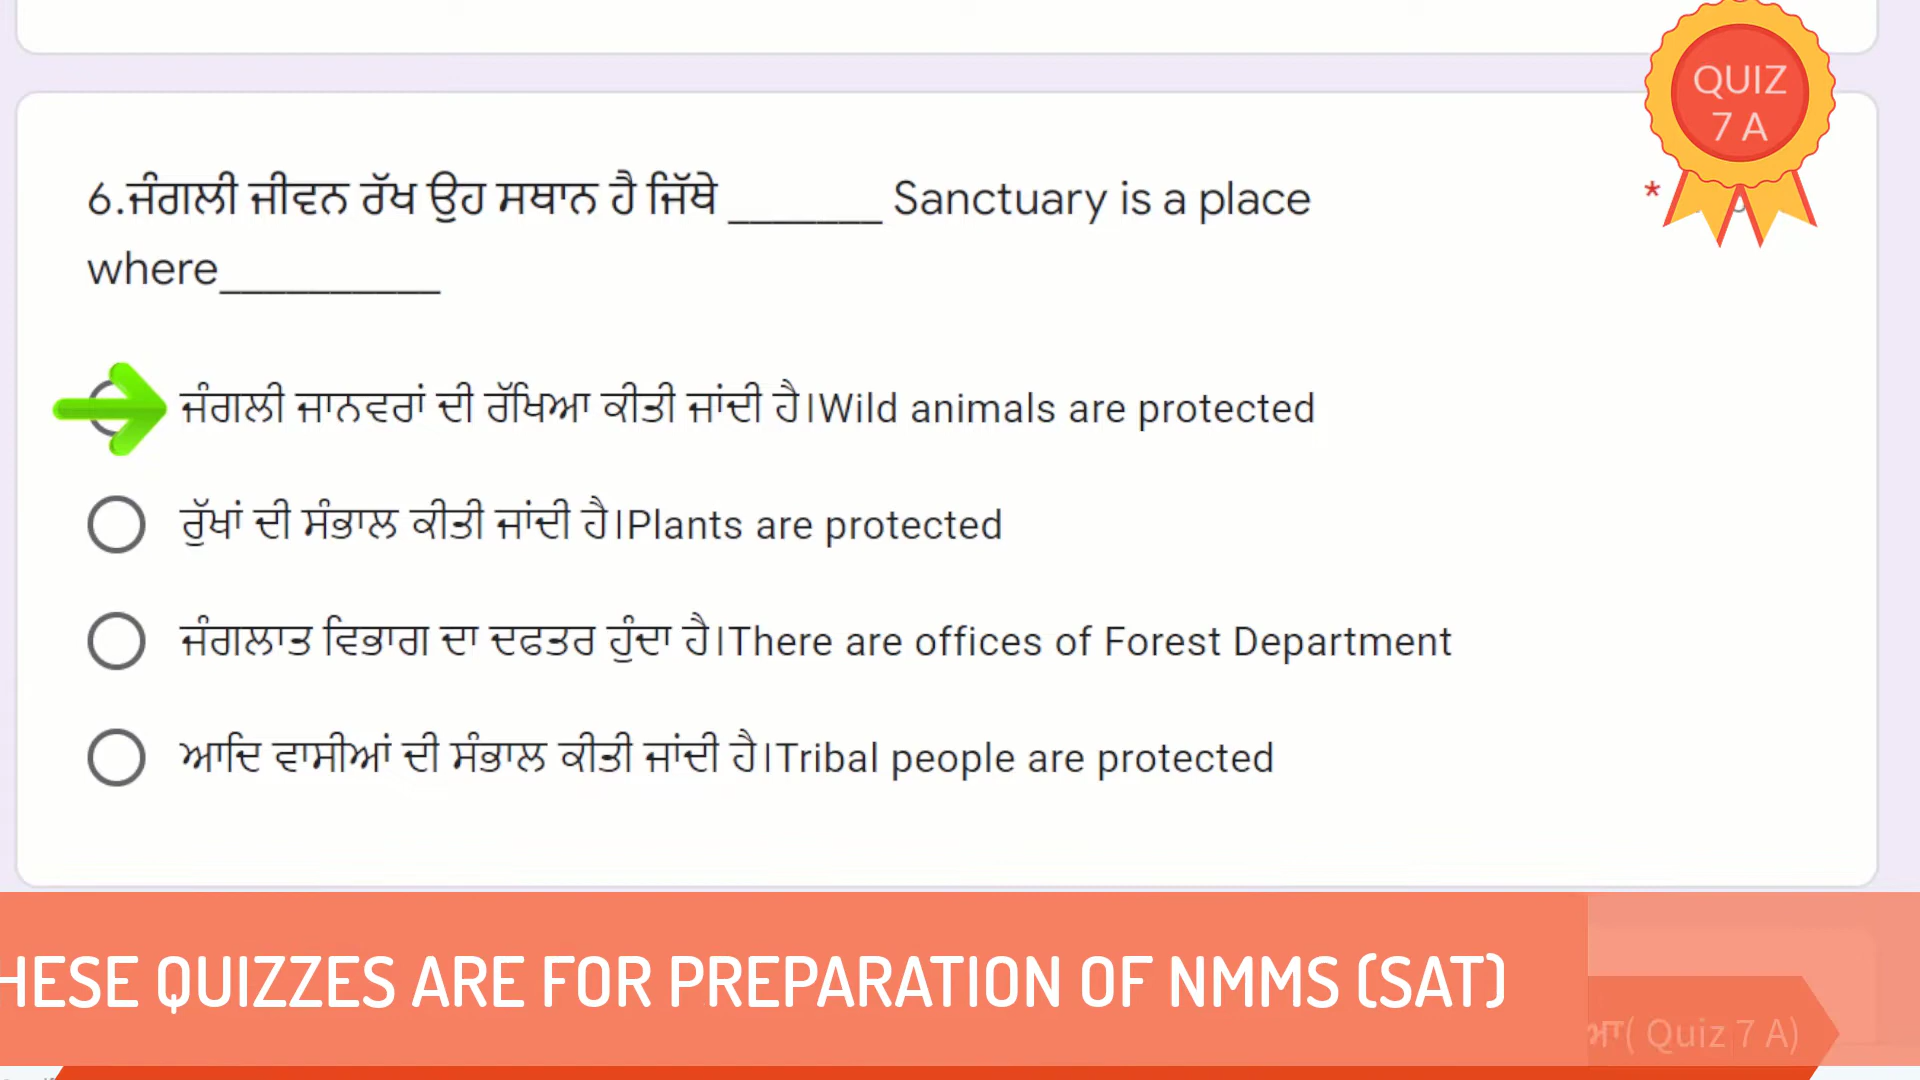 QUIZ
7 A
6.ਜੰਗਲੀ ਜੀਵਨ ਰੱਖ ਉਹ ਸਥਾਨ ਹੈ ਜਿੱਥੇ _______ Sanctuary is a place *
where__________
ਜੰਗਲੀ ਜਾਨਵਰਾਂ ਦੀ ਰੱਖਿਆ ਕੀਤੀ ਜਾਂਦੀ ਹੈ।Wild animals are protected
ਰੁੱਖਾਂ ਦੀ ਸੰਭਾਲ ਕੀਤੀ ਜਾਂਦੀ ਹੈ।Plants are protected
ਜੰਗਲਾਤ ਵਿਭਾਗ ਦਾ ਦਫਤਰ ਹੁੰਦਾ ਹੈ।There are offices of Forest Department
ਆਦਿ ਵਾਸੀਆਂ ਦੀ ਸੰਭਾਲ ਕੀਤੀ ਜਾਂਦੀ ਹੈ।Tribal people are protected
HESE QUIZZES ARE FOR PREPARATION OF NMMS (SAT)
ਆ( Quiz 7 A)